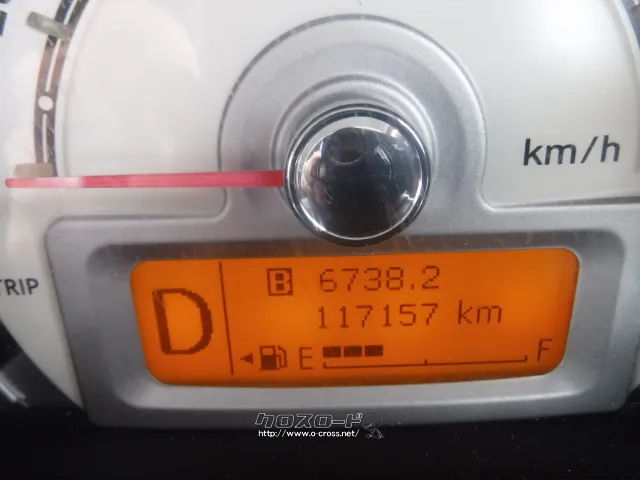 km/h
TRIP
B 6738.2
D
117157 km
E F
クロスロード
http://www.o-cross.net/